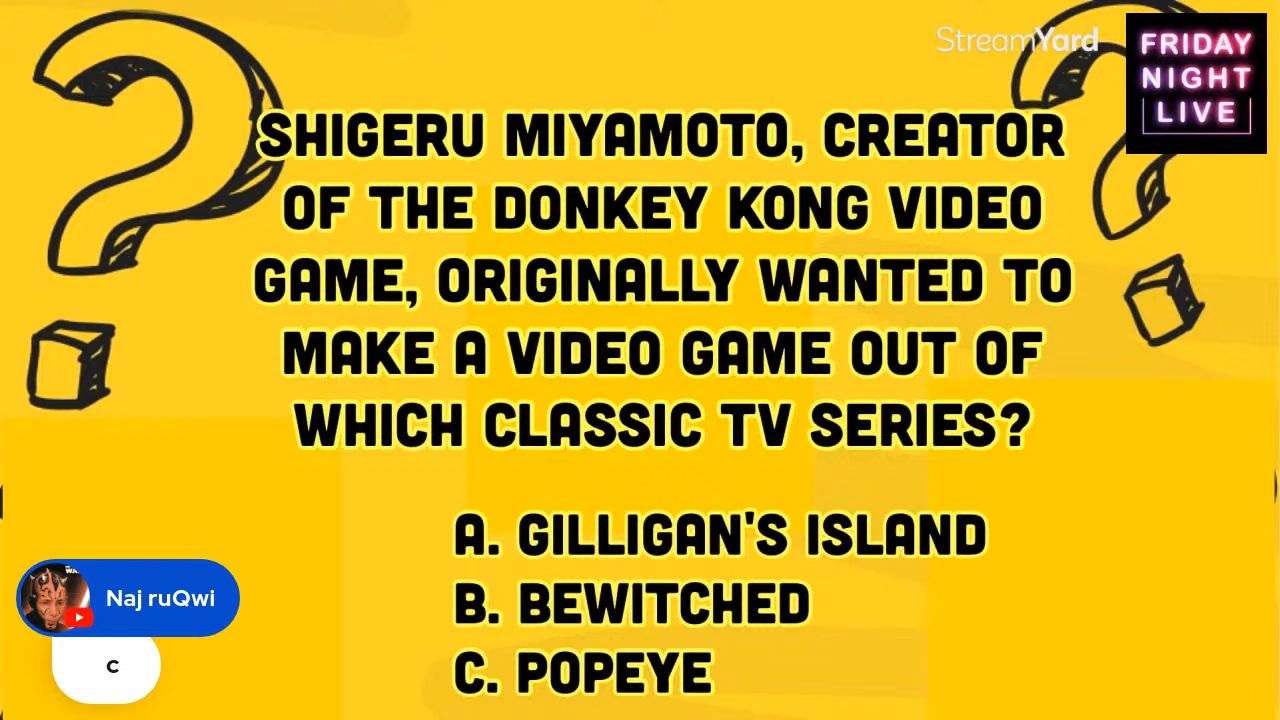 StreamYard
FRIDAY
NIGHT
LIVE
SHIGERU MIYAMOTO, CREATOR
OF THE DONKEY KONG VIDEO
GAME, ORIGINALLY WANTED TO
MAKE A VIDEO GAME OUT OF
WHICH CLASSIC TV SERIES?
A. GILLIGAN'S ISLAND
B. BEWITCHED
C. POPEYE
Naj ruQwi
c